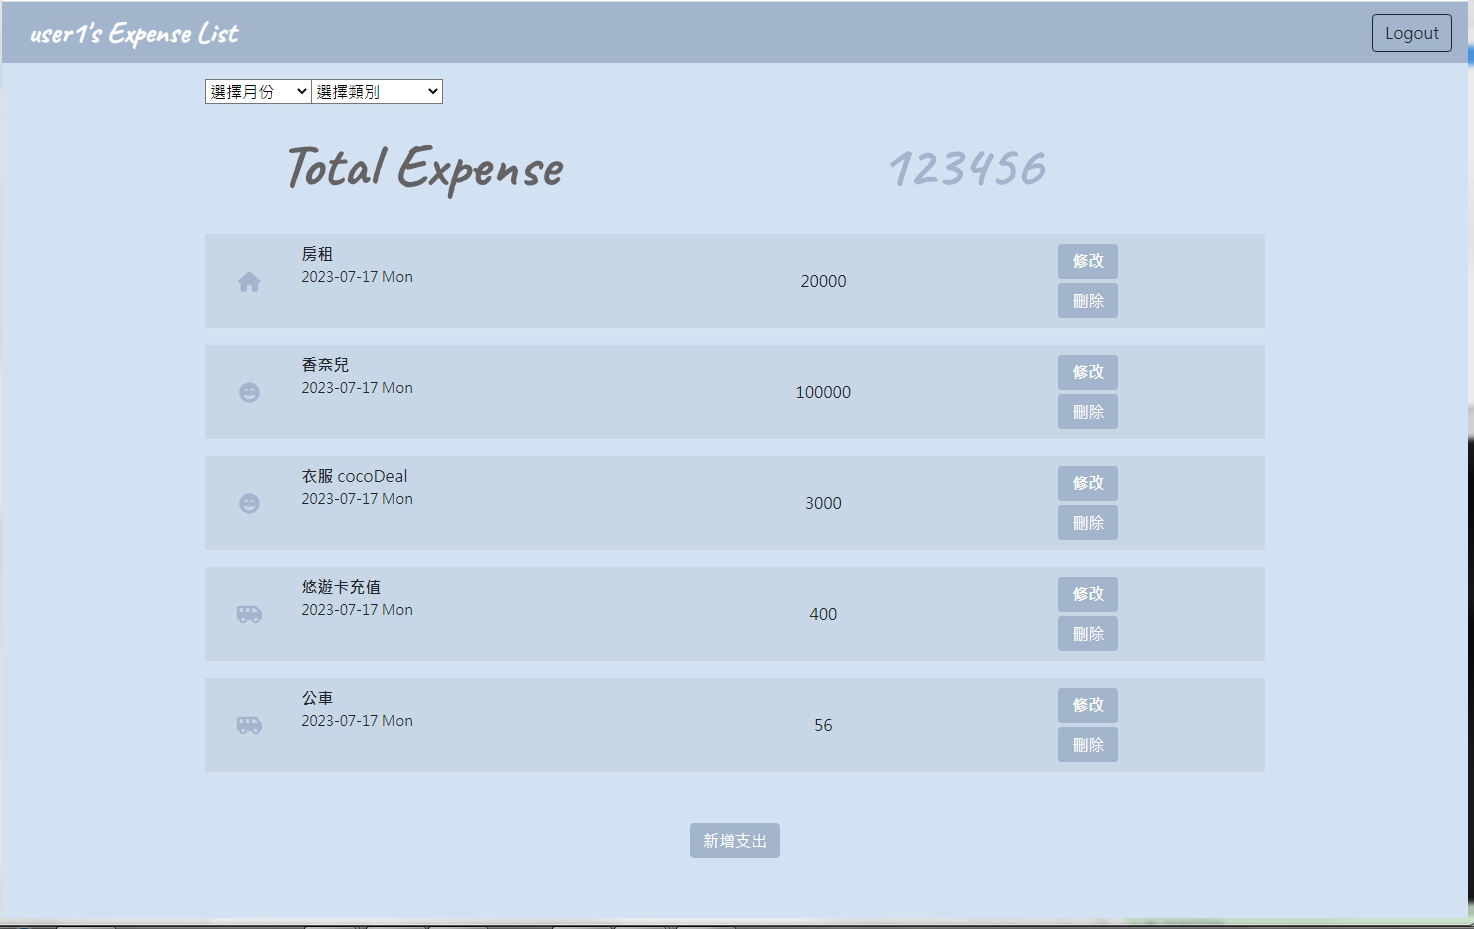 user1's Expense List
Logout
選擇月份 選擇類別
Total Expense 123456
房租
2023-07-17 Mon
20000
修改
刪除
香奈兒
2023-07-17 Mon
100000
修改
刪除
衣服 cocoDeal
2023-07-17 Mon
3000
修改
刪除
悠遊卡充值
2023-07-17 Mon
400
修改
刪除
公車
2023-07-17 Mon
56
修改
刪除
新增支出